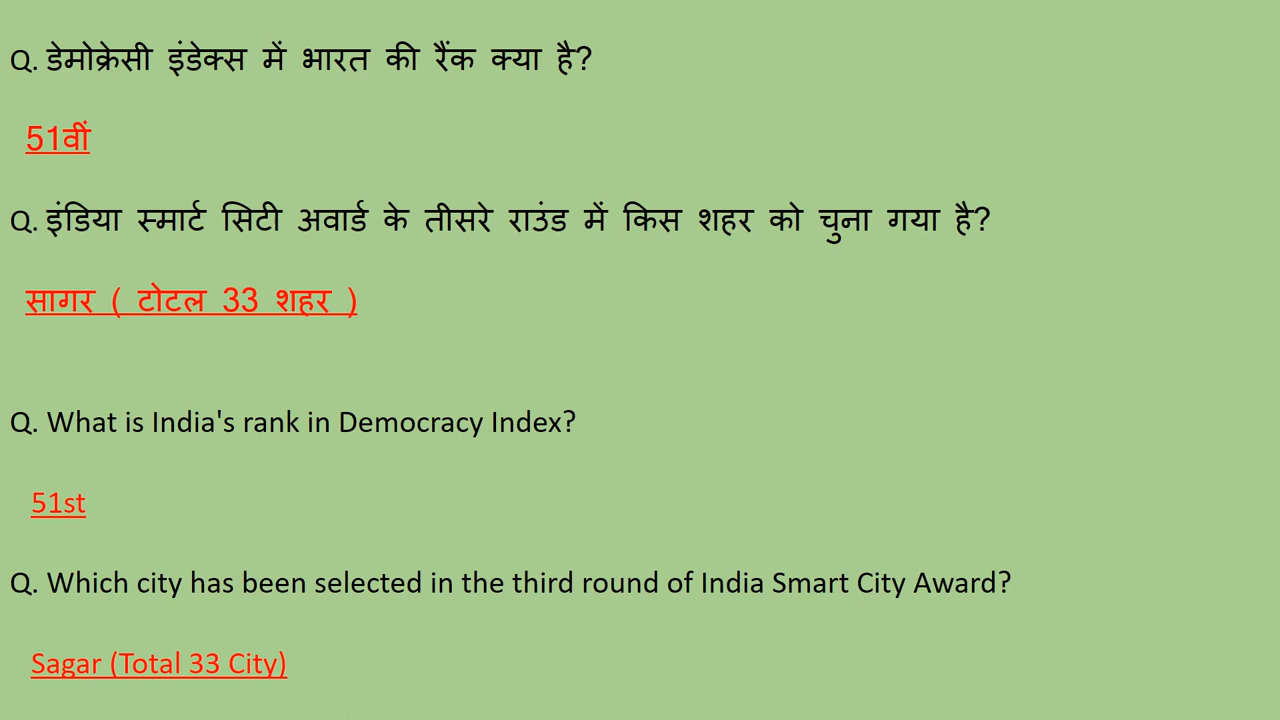 Q. डेमोक्रेसी इंडेक्स में भारत की रैंक क्या है?
51वीं
Q. इंडिया स्मार्ट सिटी अवार्ड के तीसरे राउंड में किस शहर को चुना गया है?
सागर ( टोटल 33 शहर )
Q. What is India's rank in Democracy Index?
51st
Q. Which city has been selected in the third round of India Smart City Award?
Sagar (Total 33 City)